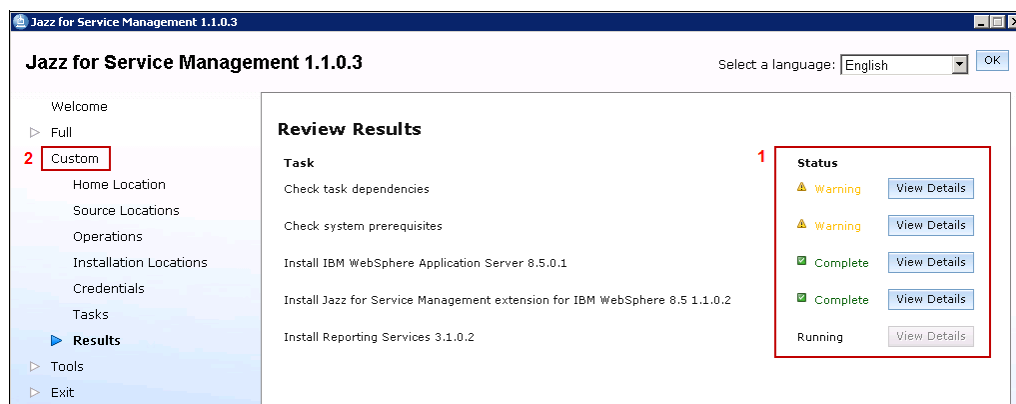 Jazz for Service Management 1.1.0.3
Jazz for Service Management 1.1.0.3
Select a language: English OK
Welcome
Full
2 Custom
Home Location
Source Locations
Operations
Installation Locations
Credentials
Tasks
Results
Tools
Exit
Review Results
1
Task Status
Check task dependencies Warning View Details
Check system prerequisites Warning View Details
Install IBM WebSphere Application Server 8.5.0.1 Complete View Details
Install Jazz for Service Management extension for IBM WebSphere 8.5 1.1.0.2 Complete View Details
Install Reporting Services 3.1.0.2 Running View Details